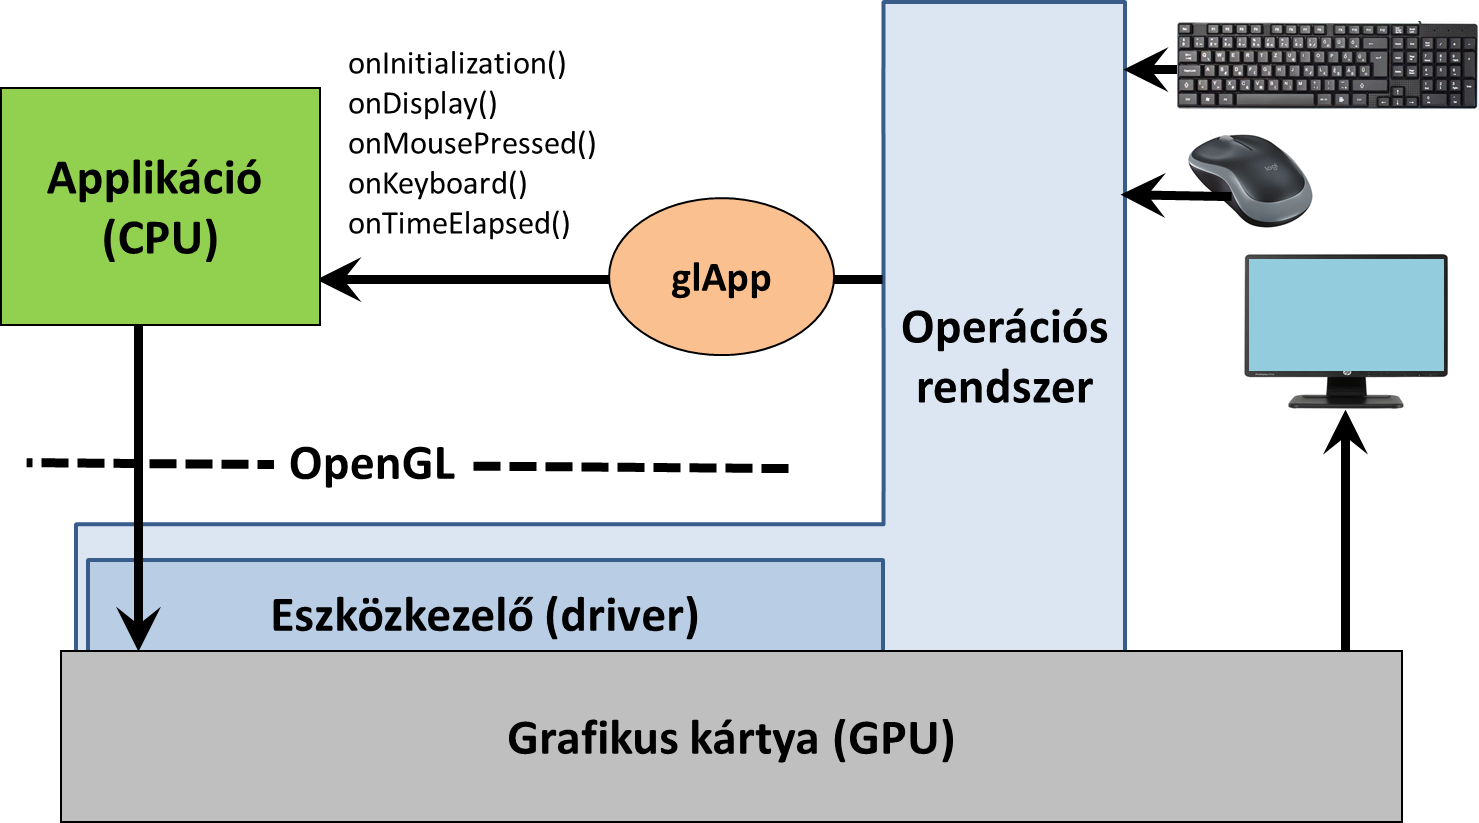 onInitialization()
onDisplay()
onMousePressed()
onKeyboard()
onTimeElapsed()
Applikáció
(CPU)
glApp
Operációs
rendszer
OpenGL
Eszközkezelő (driver)
Grafikus kártya (GPU)